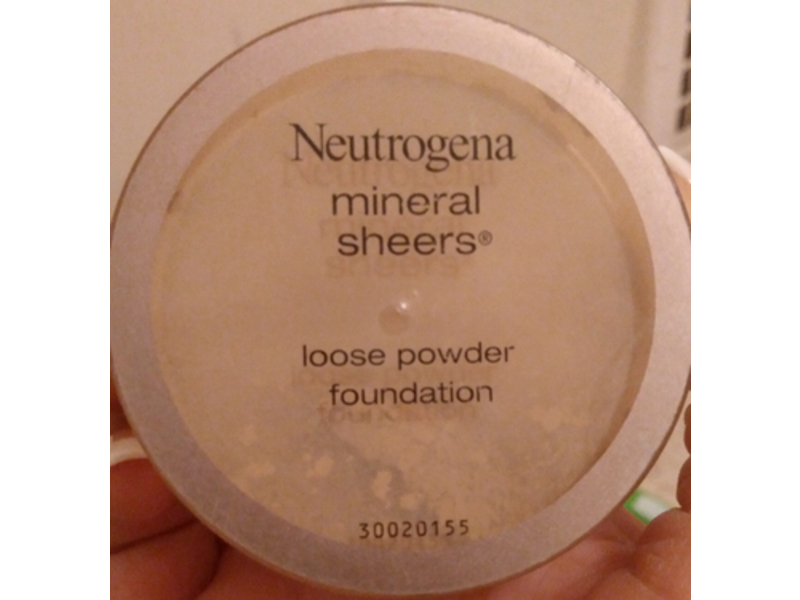 Neutrogena
mineral
sheers®
loose powder
foundation
30020155